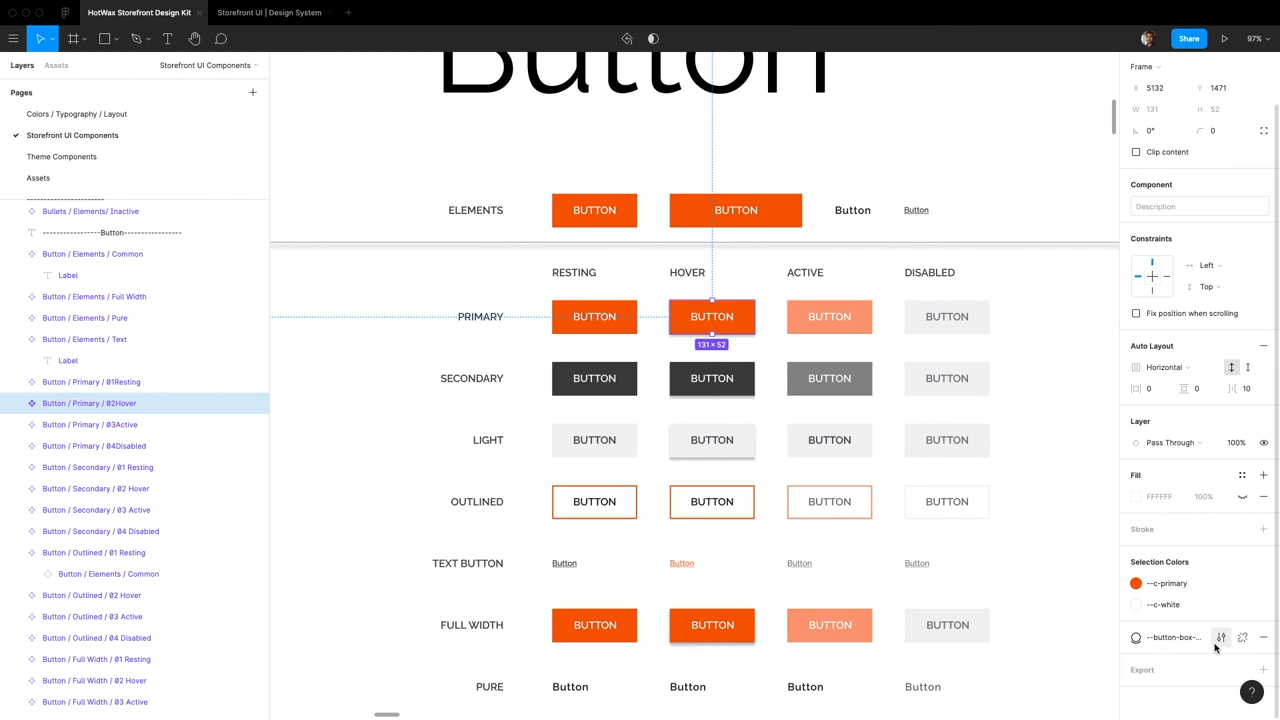 HotWax Storefront Design Kit
Storefront UI | Design System
Share
97%
Layers
Assets
Storefront UI Components
Pages
Colors / Typography / Layout
Storefront UI Components
Theme Components
Assets
-----------------------
Bullets / Elements/ Inactive
-----------------Button----------------
Button / Elements / Common
Label
Button / Elements / Full Width
Button / Elements / Pure
Button / Elements / Text
Label
Button / Primary / 01Resting
Button / Primary / 02Hover
Button / Primary / 03Active
Button / Primary / 04Disabled
Button / Secondary / 01 Resting
Button / Secondary / 02 Hover
Button / Secondary / 03 Active
Button / Secondary / 04 Disabled
Button / Outlined / 01 Resting
Button / Elements / Common
Button / Outlined / 02 Hover
Button / Outlined / 03 Active
Button / Outlined / 04 Disabled
Button / Full Width / 01 Resting
Button / Full Width / 02 Hover
Button / Full Width / 03 Active
Button
ELEMENTS BUTTON BUTTON Button Button
RESTING HOVER ACTIVE DISABLED
PRIMARY BUTTON BUTTON BUTTON BUTTON
131 × 52
SECONDARY BUTTON BUTTON BUTTON BUTTON
LIGHT BUTTON BUTTON BUTTON BUTTON
OUTLINED BUTTON BUTTON BUTTON BUTTON
TEXT BUTTON Button Button Button Button
FULL WIDTH BUTTON BUTTON BUTTON BUTTON
PURE Button Button Button Button
Frame
X 5132 Y 1471
W 131 H 52
0° 0
Clip content
Component
Description
Constraints
Left
Top
Fix position when scrolling
Auto Layout
Horizontal
0 0 10
Layer
Pass Through 100%
Fill
FFFFFF 100%
Stroke
Selection Colors
--c-primary
--c-white
--button-box-...
Export
?